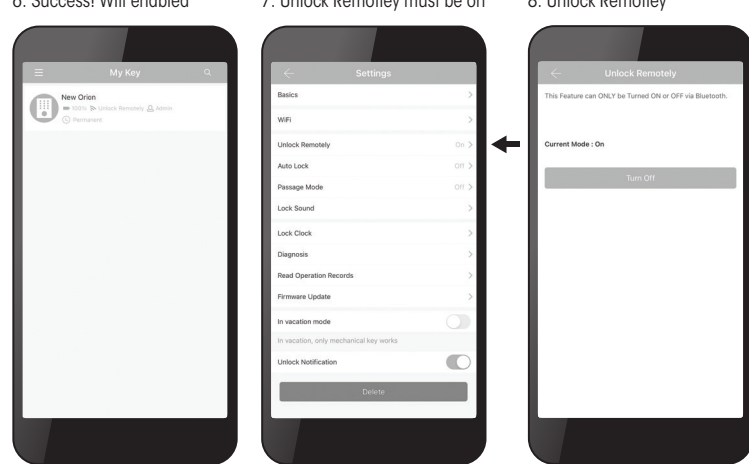 6. Success! Wifi enabled
7. Unlock Remotley must be on
8. Unlock Remotley
My Key
New Orion
100% Unlock Remotely Admin
Permanent
Settings
Basics
WiFi
Unlock Remotely On
Auto Lock Off
Passage Mode Off
Lock Sound
Lock Clock
Diagnosis
Read Operation Records
Firmware Update
In vacation mode
In vacation, only mechanical key works
Unlock Notification
Delete
Unlock Remotely
This Feature can ONLY be Turned ON or OFF via Bluetooth.
Current Mode : On
Turn Off